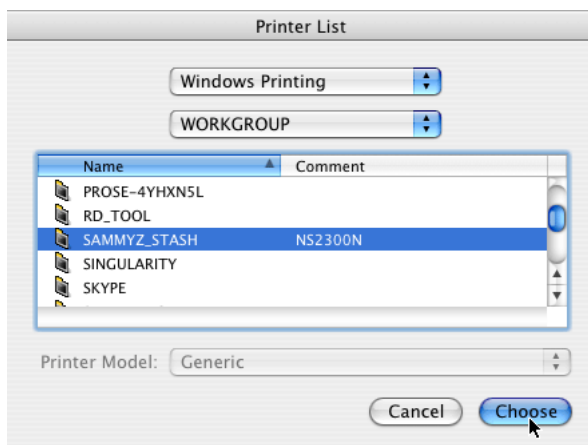 Printer List
Windows Printing
WORKGROUP
Name Comment
PROSE-4YHXN5L
RD_TOOL
SAMMYZ_STASH NS2300N
SINGULARITY
SKYPE
Printer Model: Generic
Cancel Choose